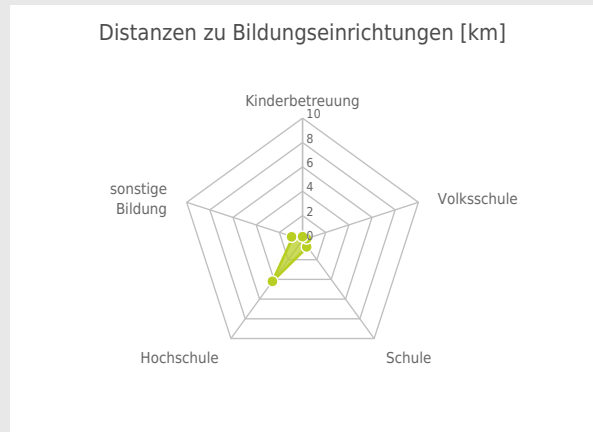 Distanzen zu Bildungseinrichtungen [km]
Kinderbetreuung
10
8
6
4
2
0
Volksschule
sonstige
Bildung
Hochschule
Schule